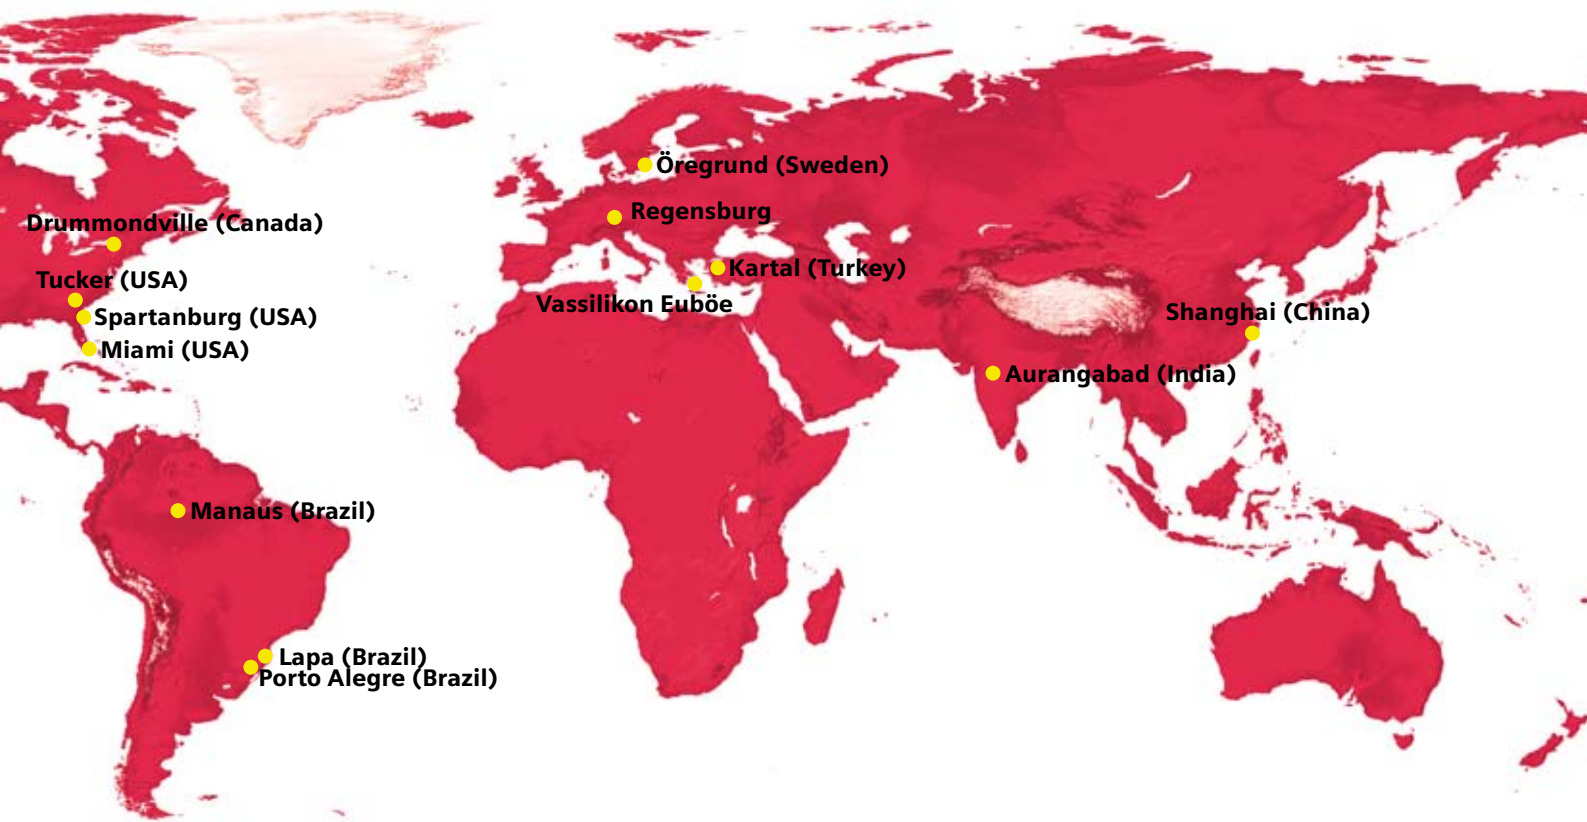 Öregrund (Sweden)
Regensburg
Drummondville (Canada)
Kartal (Turkey)
Tucker (USA)
Vassilikon Euböe
Shanghai (China)
Spartanburg (USA)
Miami (USA)
Aurangabad (India)
Manaus (Brazil)
Lapa (Brazil)
Porto Alegre (Brazil)